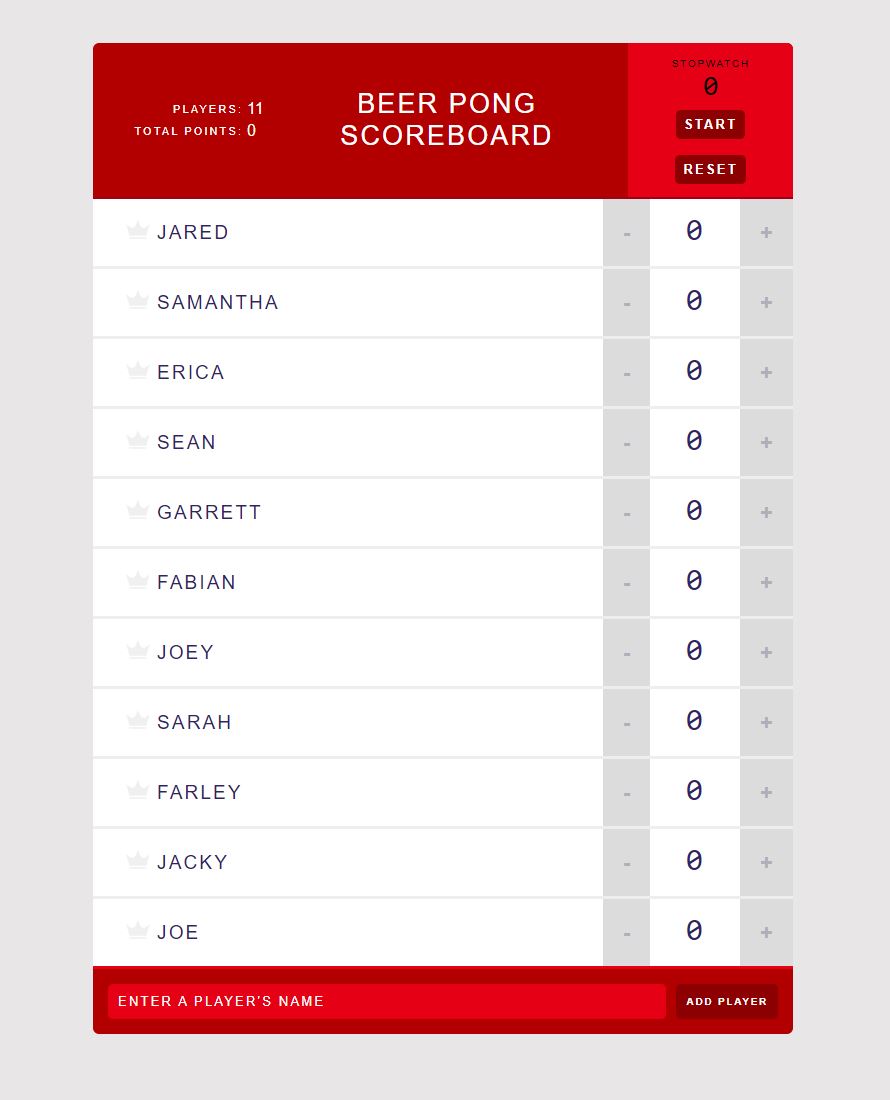 PLAYERS: 11
TOTAL POINTS: 0
BEER PONG
SCOREBOARD
STOPWATCH
0
START
RESET
JARED - 0 +
SAMANTHA - 0 +
ERICA - 0 +
SEAN - 0 +
GARRETT - 0 +
FABIAN - 0 +
JOEY - 0 +
SARAH - 0 +
FARLEY - 0 +
JACKY - 0 +
JOE - 0 +
ENTER A PLAYER'S NAME ADD PLAYER